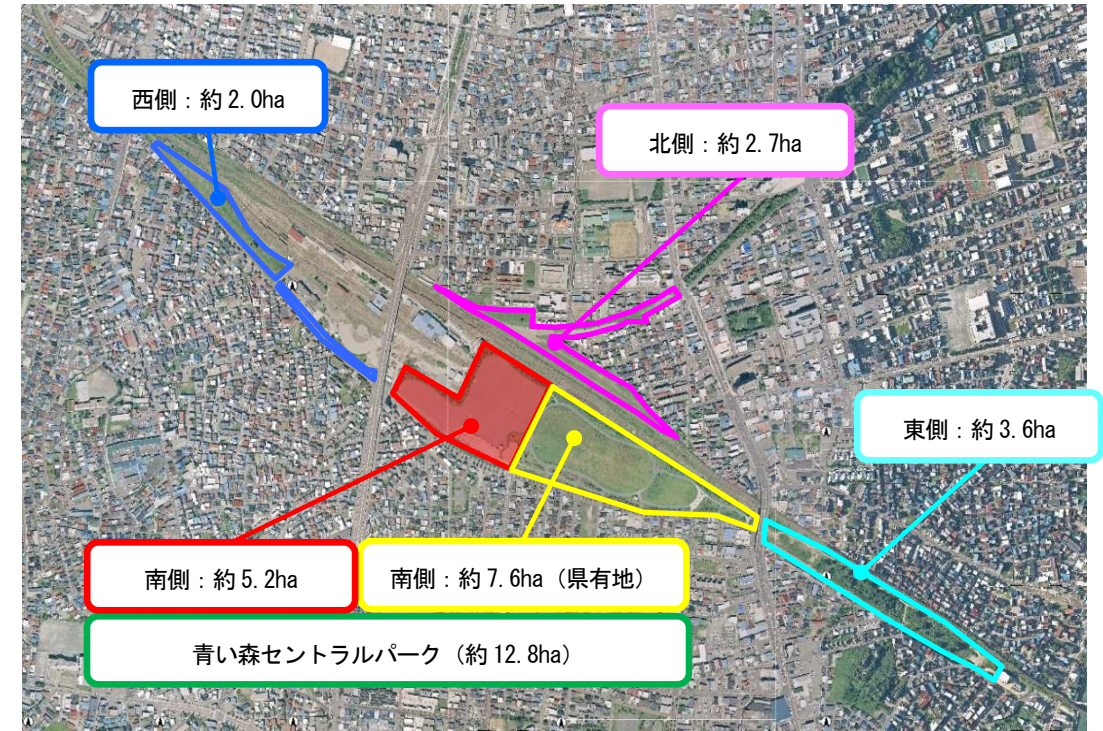 西側：約 2.0ha
北側：約 2.7ha
東側：約 3.6ha
南側：約 5.2ha
南側：約 7.6ha（県有地）
青い森セントラルパーク（約 12.8ha）